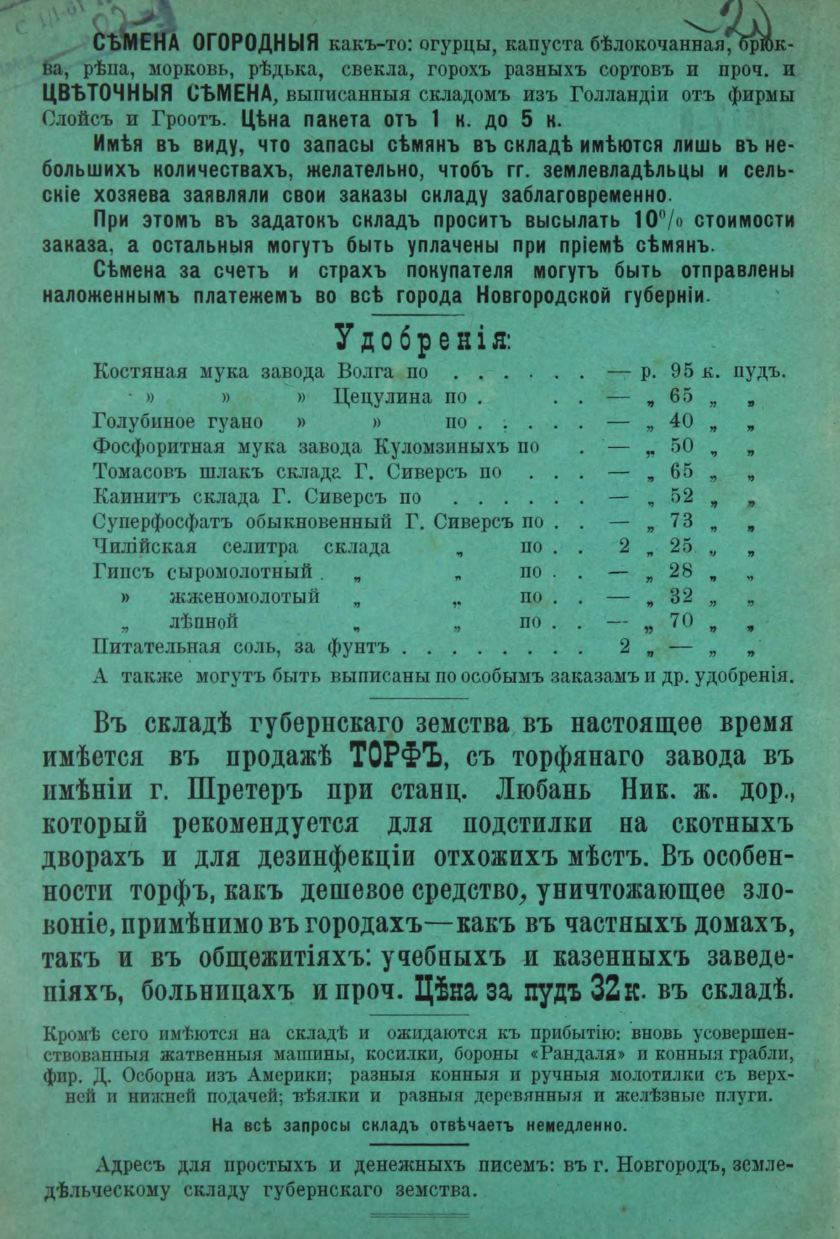 СѢМЕНА ОГОРОДНЫЯ какъ-то: огурцы, капуста бѣлокочанная, брюк-
ва, рѣпа, морковь, рѣдька, свекла, горохъ разныхъ сортовъ и проч. и
ЦВѢТОЧНЫЯ СѢМЕНА, выписанныя складомъ изъ Голландіи отъ фирмы
Слойсъ и Гроотъ. Цѣна пакета отъ 1 к. до 5 к.
Имѣя въ виду, что запасы сѣмянъ въ складѣ имѣются лишь въ не-
большихъ количествахъ, желательно, чтобъ гг. землевладѣльцы и сель-
скіе хозяева заявляли свои заказы складу заблаговременно.
При этомъ въ задатокъ складъ проситъ высылать 10% стоимости
заказа, а остальныя могутъ быть уплачены при пріемѣ сѣмянъ.
Сѣмена за счетъ и страхъ покупателя могутъ быть отправлены
наложеннымъ платежемъ во всѣ города Новгородской губерніи.
Удобренія:
Костяная мука завода Волга по . . . . . . — р. 95 к. пудъ.
» » » Цецулина по . . . — „ 65 „ „
Голубиное гуано » » по . . . . . — „ 40 „ „
Фосфоритная мука завода Куломзиныхъ по . — „ 50 „ „
Томасовъ шлакъ склада Г. Сиверсъ по . . . — „ 65 „ „
Каинитъ склада Г. Сиверсъ по . . . . . . — „ 52 „ „
Суперфосфатъ обыкновенный Г. Сиверсъ по . . — „ 73 „ „
Чилійская селитра склада „ по . . 2 „ 25 „ „
Гипсъ сыромолотный . „ „ по . . — „ 28 „ „
» жженомолотый „ „ по . . — „ 32 „ „
„ лѣпной „ „ по . . — „ 70 „ „
Питательная соль, за фунтъ . . . . . . . . 2 „ — „ „
А также могутъ быть выписаны по особымъ заказамъ и др. удобренія.
Въ складѣ губернскаго земства въ настоящее время
имѣется въ продажѣ ТОРФЪ, съ торфянаго завода въ
имѣніи г. Шретеръ при станц. Любань Ник. ж. дор.,
который рекомендуется для подстилки на скотныхъ
дворахъ и для дезинфекціи отхожихъ мѣстъ. Въ особен-
ности торфъ, какъ дешевое средство, уничтожающее зло-
воніе, примѣнимо въ городахъ—какъ въ частныхъ домахъ,
такъ и въ общежитіяхъ: учебныхъ и казенныхъ заведе-
ніяхъ, больницахъ и проч. Цѣна за пудъ 32 к. въ складѣ.
Кромѣ сего имѣются на складѣ и ожидаются къ прибытію: вновь усовершен-
ствованныя жатвенныя машины, косилки, бороны «Рандаля» и конныя грабли,
фир. Д. Осборна изъ Америки; разныя конныя и ручныя молотилки съ верх-
ней и нижней подачей; вѣялки и разныя деревянныя и желѣзные плуги.
На всѣ запросы складъ отвѣчаетъ немедленно.
Адресъ для простыхъ и денежныхъ писемъ: въ г. Новгородъ, земле-
дѣльческому складу губернскаго земства.